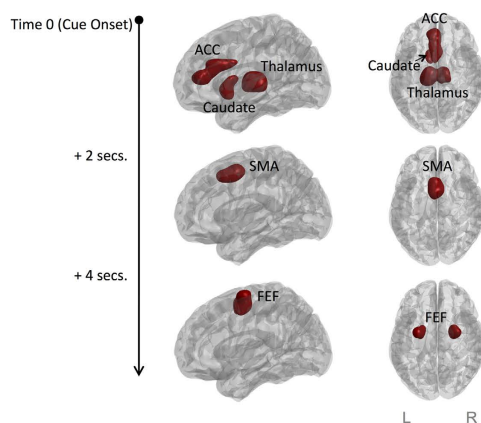 Time 0 (Cue Onset)
ACC
Thalamus
Caudate
ACC
Caudate
Thalamus
+ 2 secs.
SMA
SMA
+ 4 secs.
FEF
FEF
L R